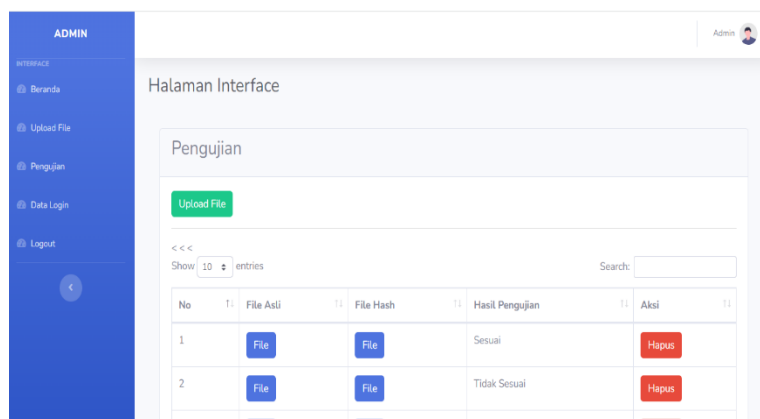 ADMIN
Admin
INTERFACE
Beranda
Upload File
Pengujian
Data Login
Logout
Halaman Interface
Pengujian
Upload File
<<<
Show 10 entries
Search:
No File Asli File Hash Hasil Pengujian Aksi
1 File File Sesuai Hapus
2 File File Tidak Sesuai Hapus